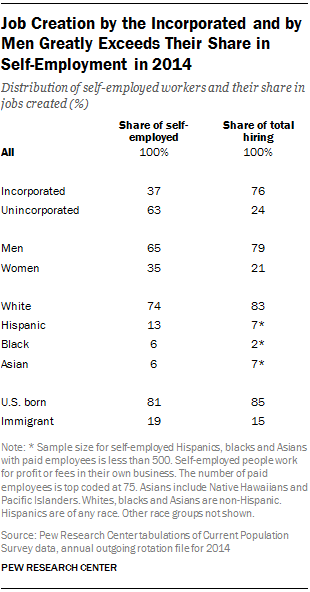 Job Creation by the Incorporated and by
Men Greatly Exceeds Their Share in
Self-Employment in 2014
Distribution of self-employed workers and their share in
jobs created (%)
Share of self-employed Share of total hiring
All 100% 100%
Incorporated 37 76
Unincorporated 63 24
Men 65 79
Women 35 21
White 74 83
Hispanic 13 7*
Black 6 2*
Asian 6 7*
U.S. born 81 85
Immigrant 19 15
Note: * Sample size for self-employed Hispanics, blacks and Asians
with paid employees is less than 500. Self-employed people work
for profit or fees in their own business. The number of paid
employees is top coded at 75. Asians include Native Hawaiians and
Pacific Islanders. Whites, blacks and Asians are non-Hispanic.
Hispanics are of any race. Other race groups not shown.
Source: Pew Research Center tabulations of Current Population
Survey data, annual outgoing rotation file for 2014
PEW RESEARCH CENTER